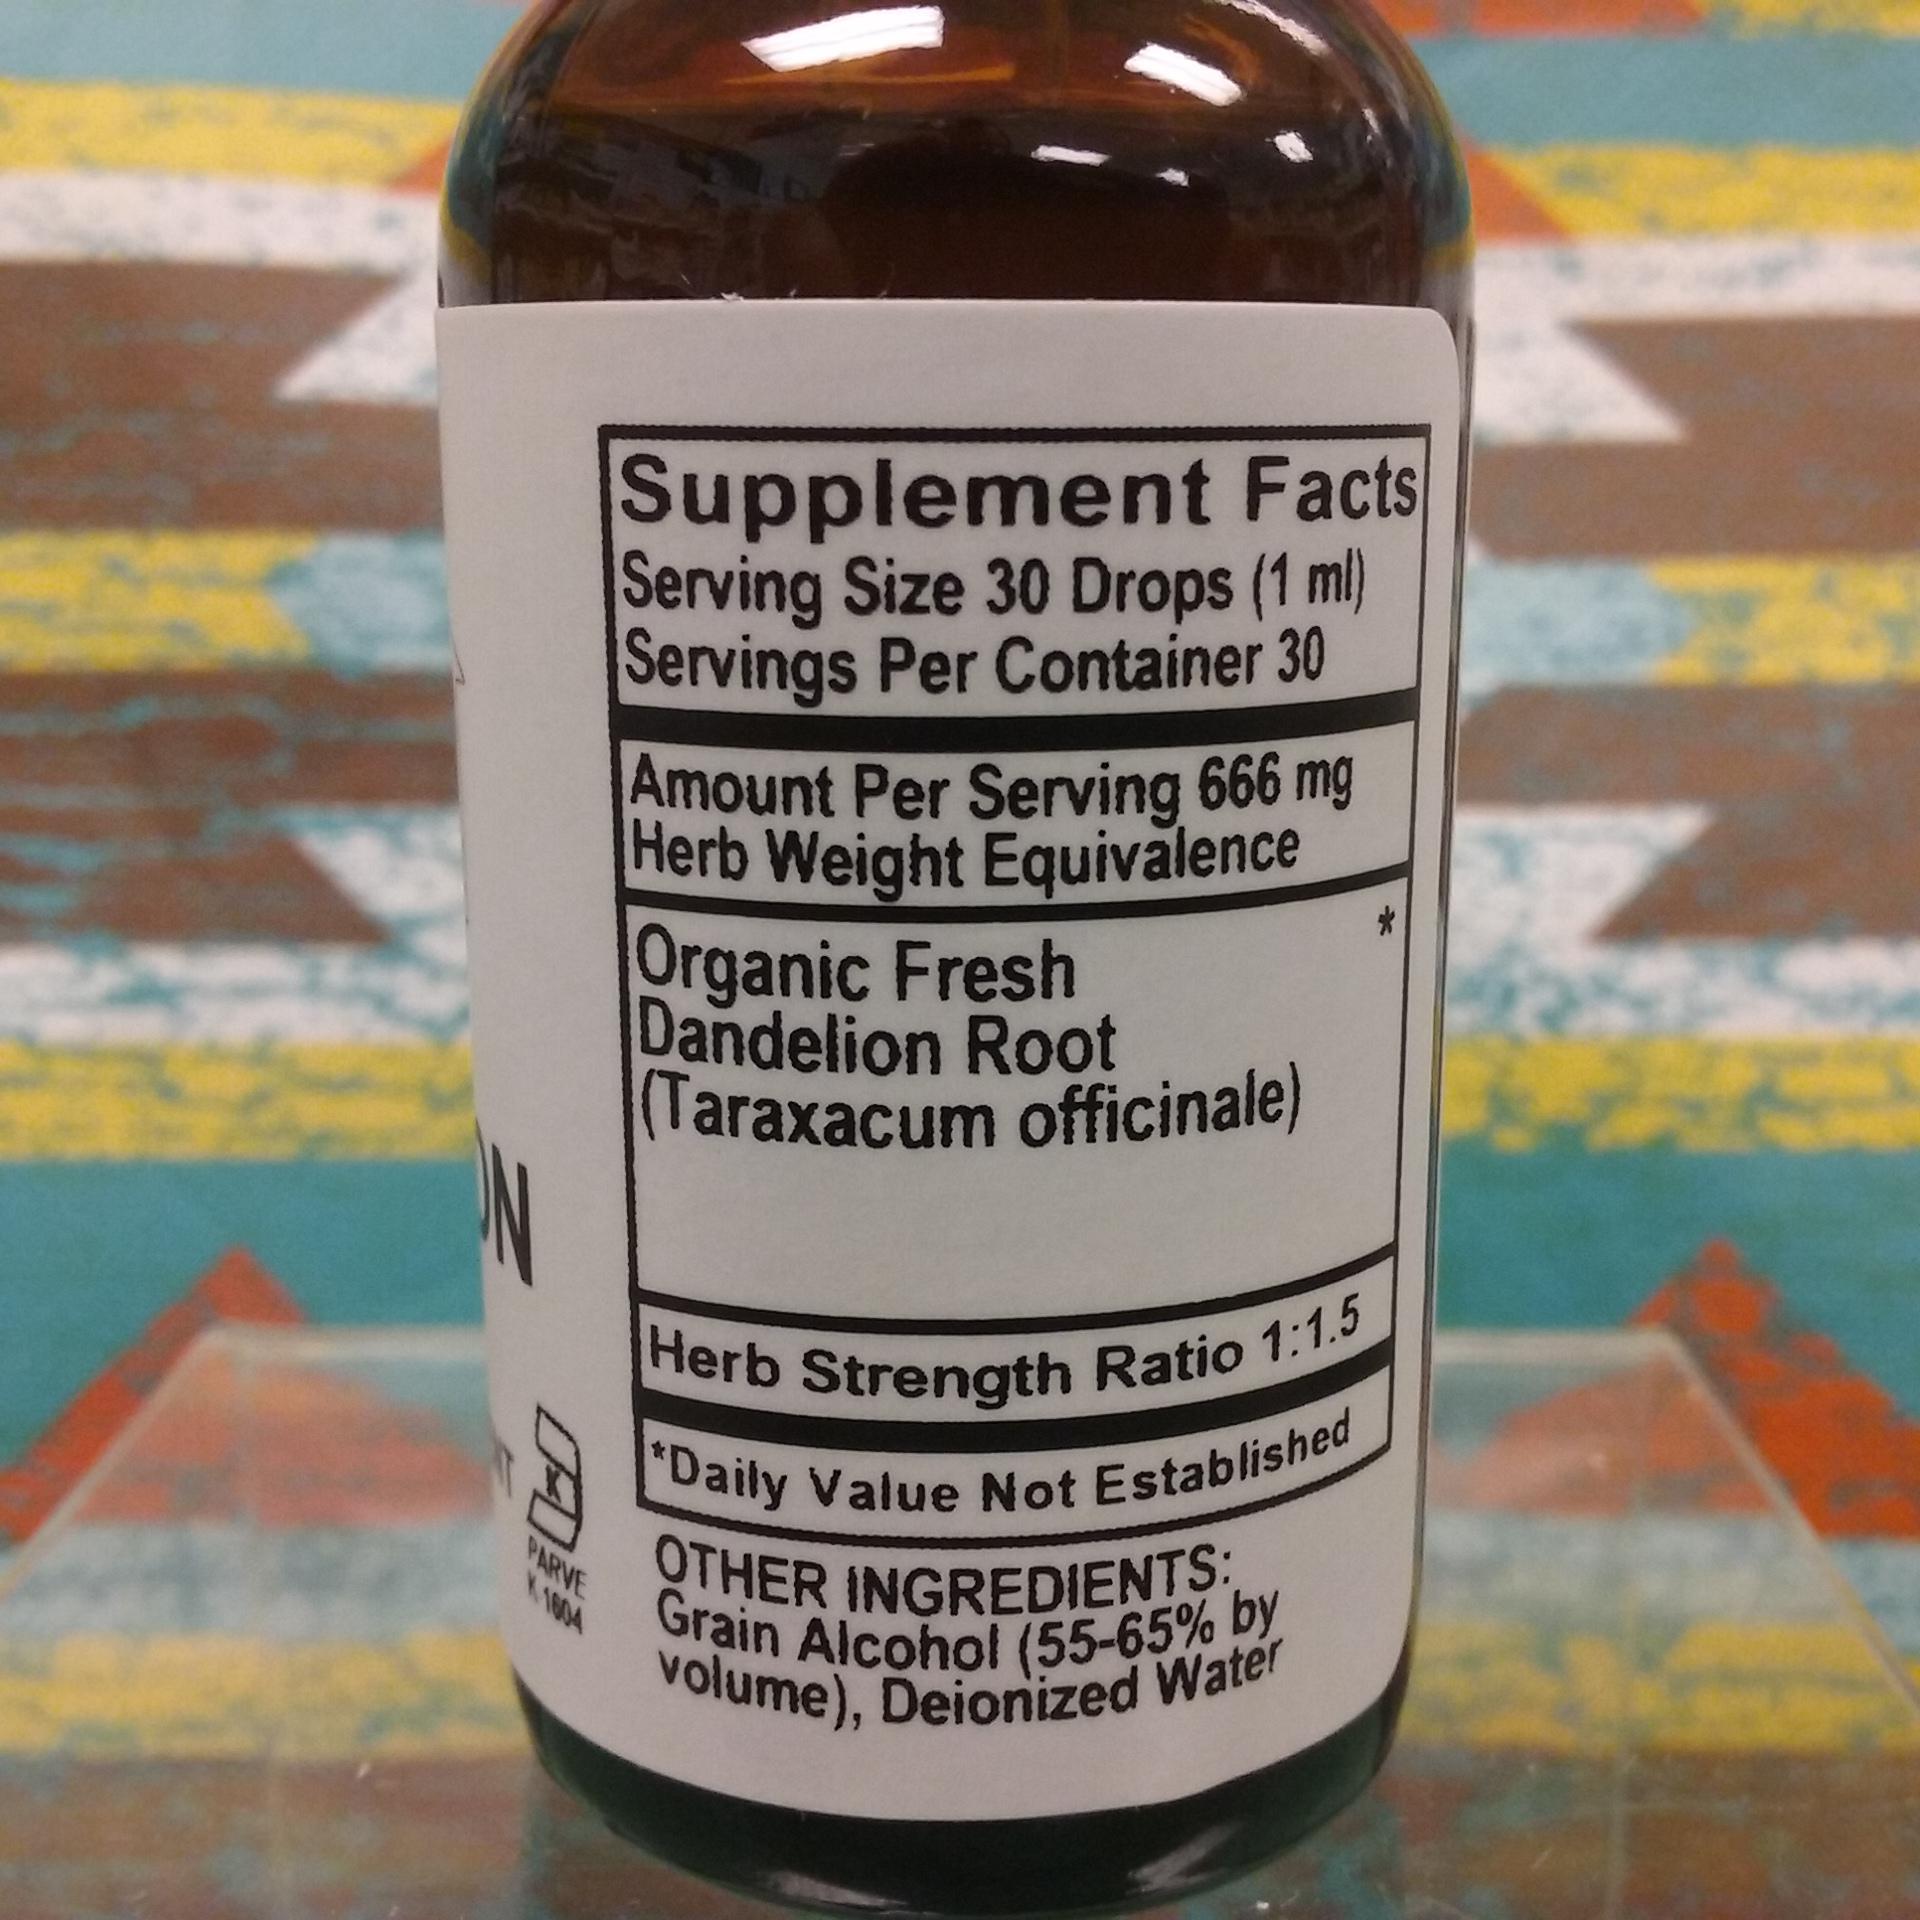 Supplement Facts
Serving Size 30 Drops (1 ml)
Servings Per Container 30
Amount Per Serving 666 mg
Herb Weight Equivalence
*
Organic Fresh
Dandelion Root
(Taraxacum officinale)
Herb Strength Ratio 1:1.5
*Daily Value Not Established
OTHER INGREDIENTS:
Grain Alcohol (55-65% by
volume), Deionized Water
ON
K
PARVE
K-1604